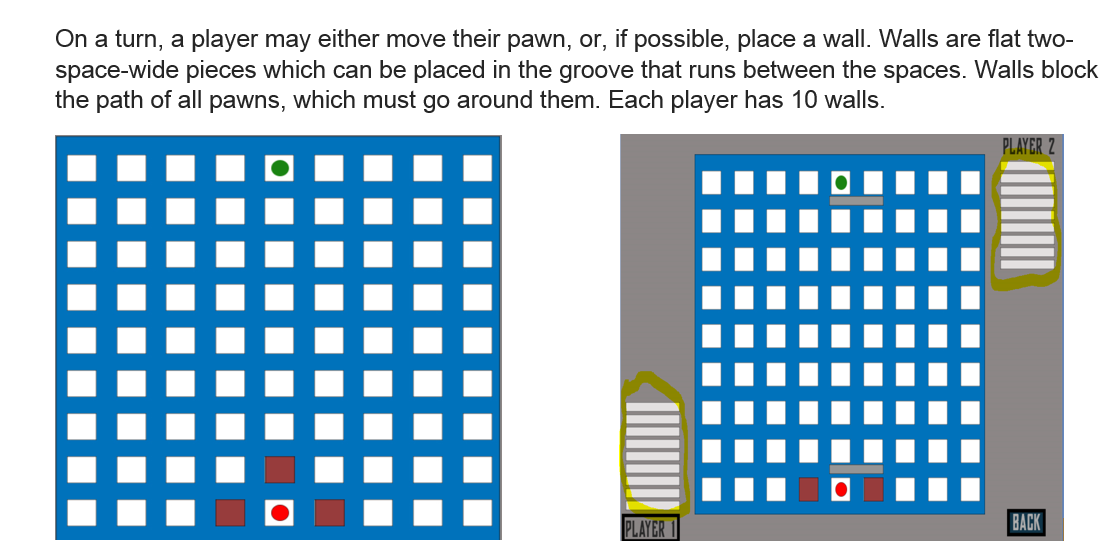 On a turn, a player may either move their pawn, or, if possible, place a wall. Walls are flat two-
space-wide pieces which can be placed in the groove that runs between the spaces. Walls block
the path of all pawns, which must go around them. Each player has 10 walls.
PLAYER 2
PLAYER 1
BACK